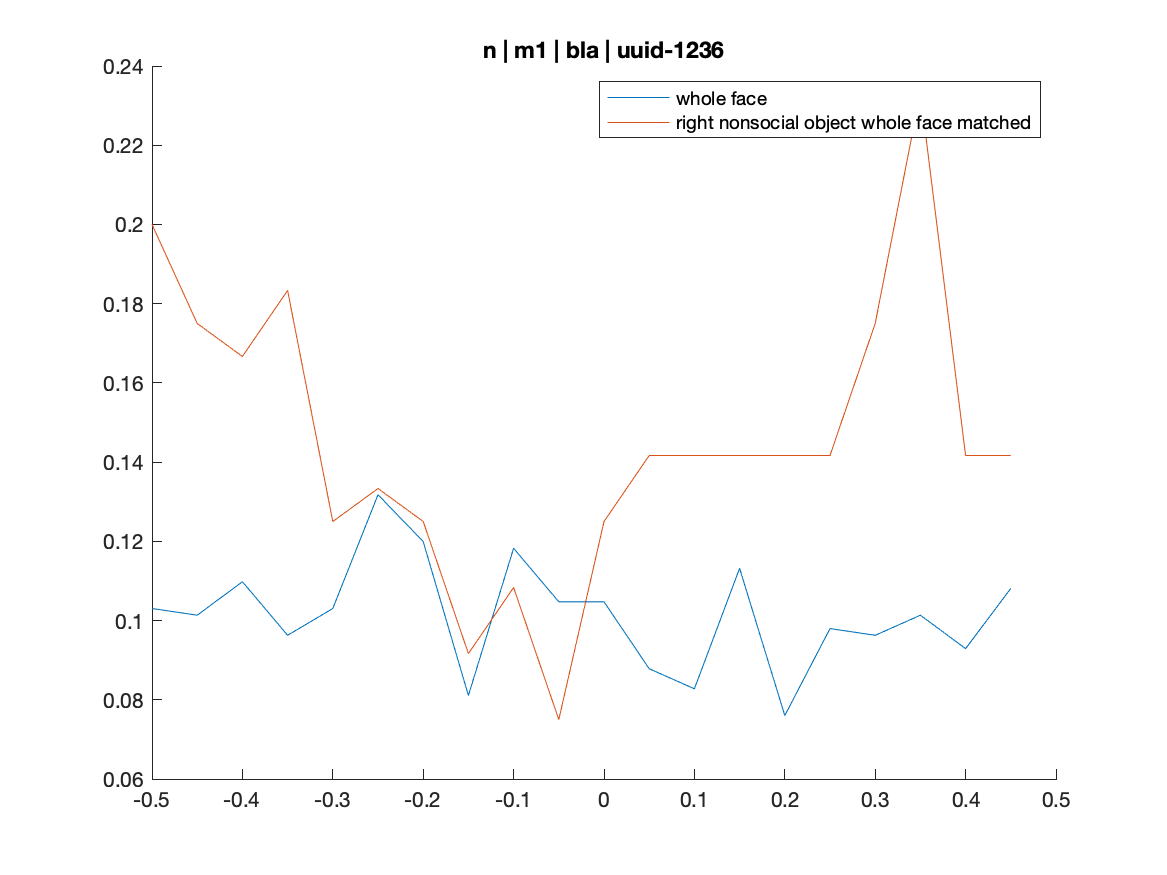 n | m1 | bla | uuid-1236
whole face
right nonsocial object whole face matched
0.24
0.22
0.2
0.18
0.16
0.14
0.12
0.1
0.08
0.06
-0.5 -0.4 -0.3 -0.2 -0.1 0 0.1 0.2 0.3 0.4 0.5